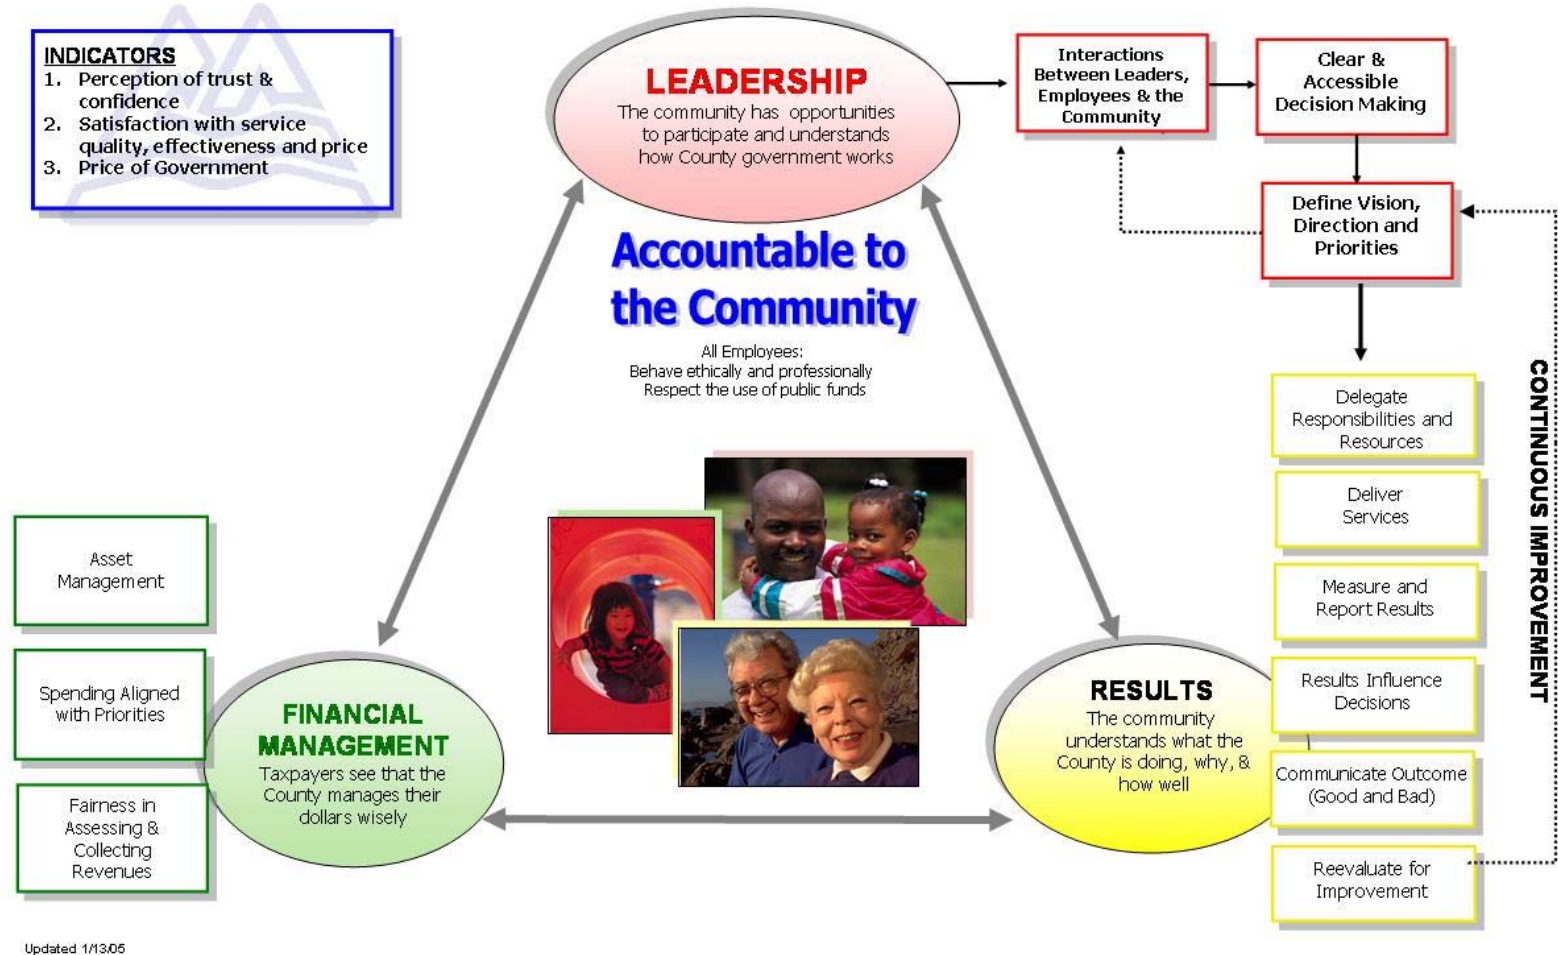 INDICATORS
1. Perception of trust &
confidence
2. Satisfaction with service
quality, effectiveness and price
3. Price of Government
LEADERSHIP
The community has opportunities
to participate and understands
how County government works
Interactions
Between Leaders,
Employees & the
Community
Clear &
Accessible
Decision Making
Define Vision,
Direction and
Priorities
Accountable to
the Community
All Employees:
Behave ethically and professionally
Respect the use of public funds
Delegate
Responsibilities and
Resources
Deliver
Services
Measure and
Report Results
Results Influence
Decisions
Communicate Outcome
(Good and Bad)
Reevaluate for
Improvement
CONTINUOUS IMPROVEMENT
Asset
Management
Spending Aligned
with Priorities
Fairness in
Assessing &
Collecting
Revenues
FINANCIAL
MANAGEMENT
Taxpayers see that the
County manages their
dollars wisely
RESULTS
The community
understands what the
County is doing, why, &
how well
Updated 1/13/05